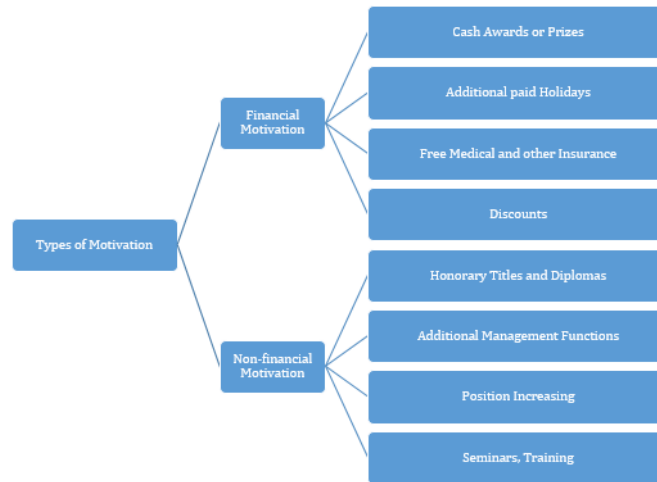 Types of Motivation
Financial
Motivation
Cash Awards or Prizes
Additional paid Holidays
Free Medical and other Insurance
Discounts
Non-financial
Motivation
Honorary Titles and Diplomas
Additional Management Functions
Position Increasing
Seminars, Training